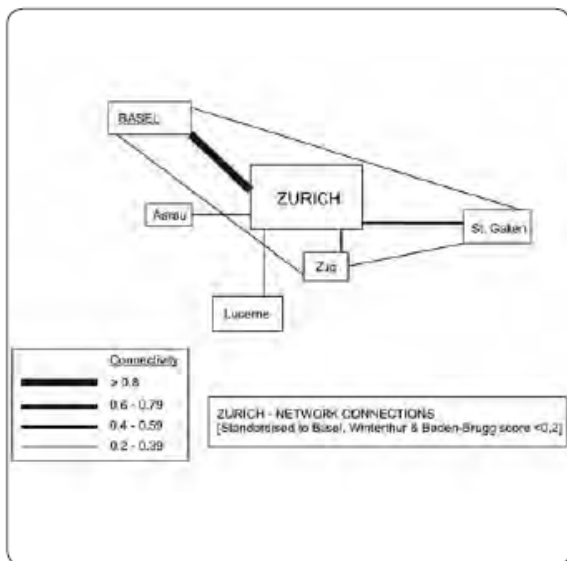 BASEL
ZURICH
Aarau
St. Gallen
Zug
Lucerne
Connectivity
> 0.8
0.6 - 0.79
0.4 - 0.59
0.2 - 0.39
ZURICH - NETWORK CONNECTIONS
[Standardised to Basel, Winterthur & Baden-Brugg score <0.2]